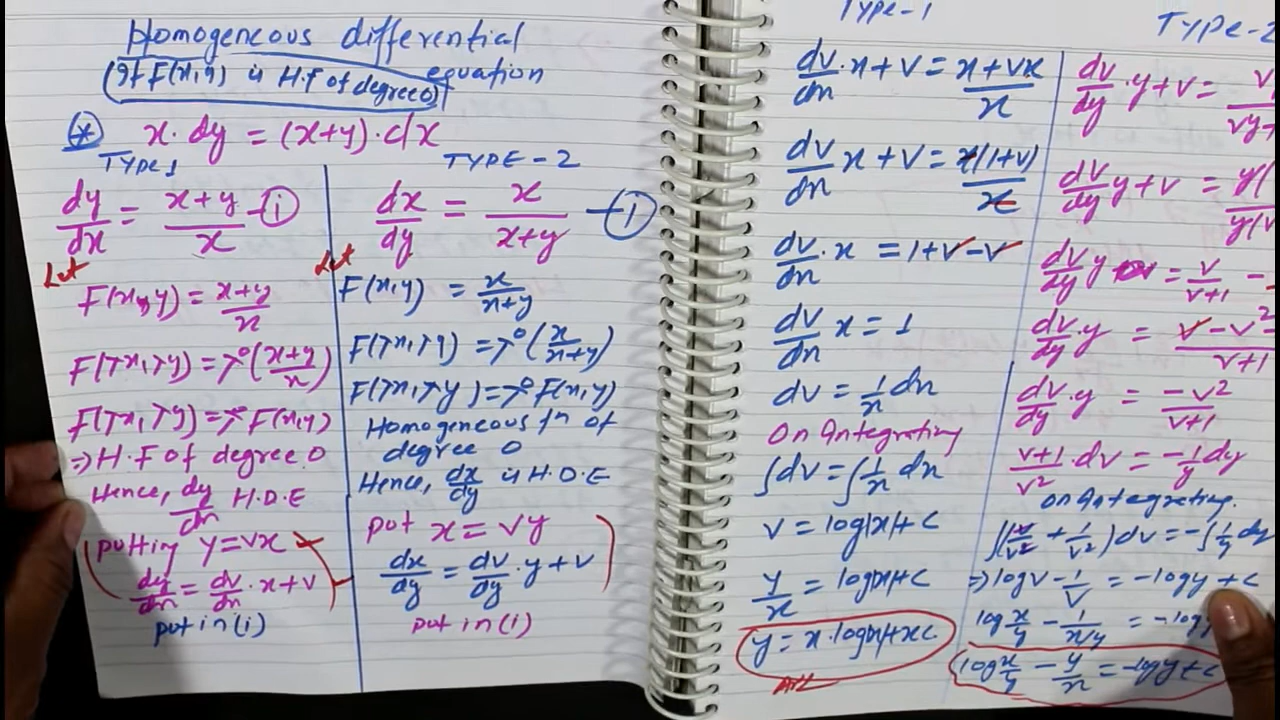 Homogeneous differential
equation
(If F(x,y) is H.F of degree 0)
x·dy = (x+y)·dx
TYPE 1
dy/dx = x+y/x —(i)
Let
F(x,y) = x+y/x
F(λx,λy) = λ⁰(x+y/x)
F(λx,λy) = λ⁰ F(x,y)
⇒ H.F of degree 0
Hence, dy/dx H.D.E
putting y=vx
dy/dx = dv/dx·x+v
put in (i)
TYPE-2
dx/dy = x/x+y —(i)
Let
F(x,y) = x/x+y
F(λx,λy) = λ⁰(x/x+y)
F(λx,λy) = λ⁰F(x,y)
Homogeneous fn of
degree 0
Hence, dx/dy is H.D.E
put x = vy
dx/dy = dv/dy·y+v
put in (i)
Type-1
dv/dx·x+v = x+vx/x
dv/dx x+v = x(1+v)/x
dv/dx·x = 1+v-v
dv/dx x = 1
dv = 1/x dx
On Integrating
∫dv = ∫1/x dx
v = log|x|+c
y/x = log|x|+c
y = x·log|x|+xc.
Ans
TYPE-2
dv/dy·y+v =
dv/dy y+v =
dv/dy y = v/v+1 -
dv/dy·y = v-v²/v+1
dv/dy·y = -v²/v+1
v+1/v²·dv = -1/y dy
on Integrating.
∫(v/v² + 1/v²)dv = -∫1/y dy
⇒ log v - 1/v = -log y + c
log x/y - 1/x/y = -log y
log x/y - y/x = -log y + c